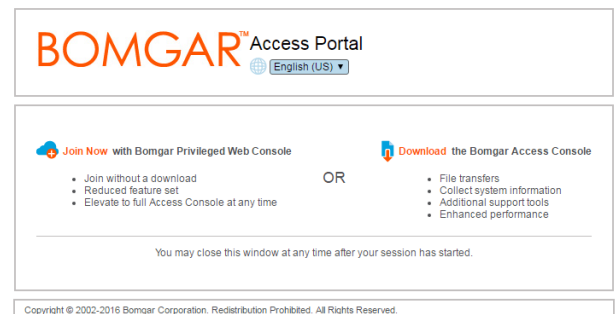 BOMGAR™ Access Portal
English (US) ▼
Join Now with Bomgar Privileged Web Console
• Join without a download
• Reduced feature set
• Elevate to full Access Console at any time
OR
Download the Bomgar Access Console
• File transfers
• Collect system information
• Additional support tools
• Enhanced performance
You may close this window at any time after your session has started.
Copyright © 2002-2016 Bomgar Corporation. Redistribution Prohibited. All Rights Reserved.